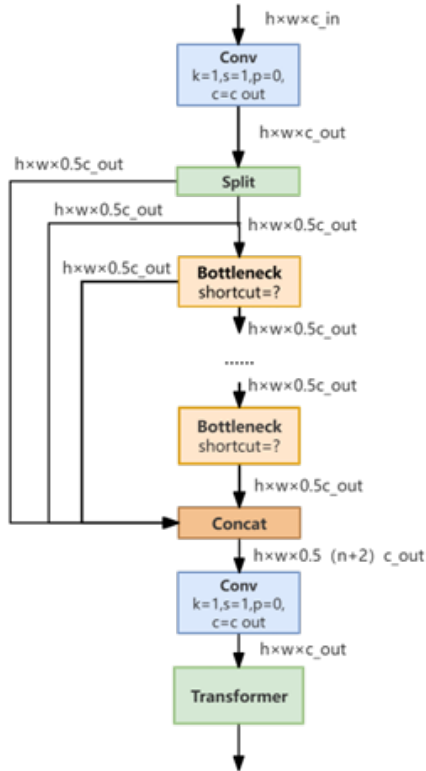 h×w×c_in
Conv
k=1,s=1,p=0,
c=c out
h×w×c_out
h×w×0.5c_out
Split
h×w×0.5c_out
h×w×0.5c_out
h×w×0.5c_out
Bottleneck
shortcut=?
h×w×0.5c_out
......
h×w×0.5c_out
Bottleneck
shortcut=?
h×w×0.5c_out
Concat
h×w×0.5（n+2）c_out
Conv
k=1,s=1,p=0,
c=c out
h×w×c_out
Transformer